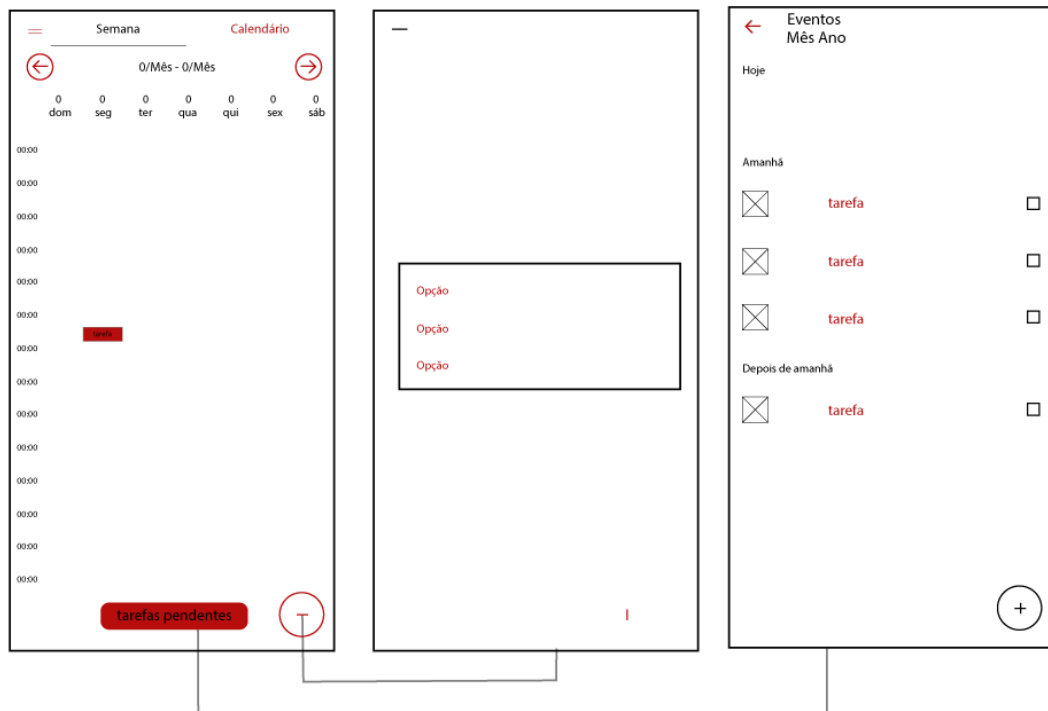 Semana Calendário
0/Mês - 0/Mês
0 0 0 0 0 0 0
dom seg ter qua qui sex sáb
00:00
00:00
00:00
00:00
00:00
00:00
00:00
00:00
00:00
00:00
00:00
00:00
00:00
00:00
tarefas pendentes
Opção
Opção
Opção
Eventos
Mês Ano
Hoje
Amanhã
tarefa
tarefa
tarefa
Depois de amanhã
tarefa
+